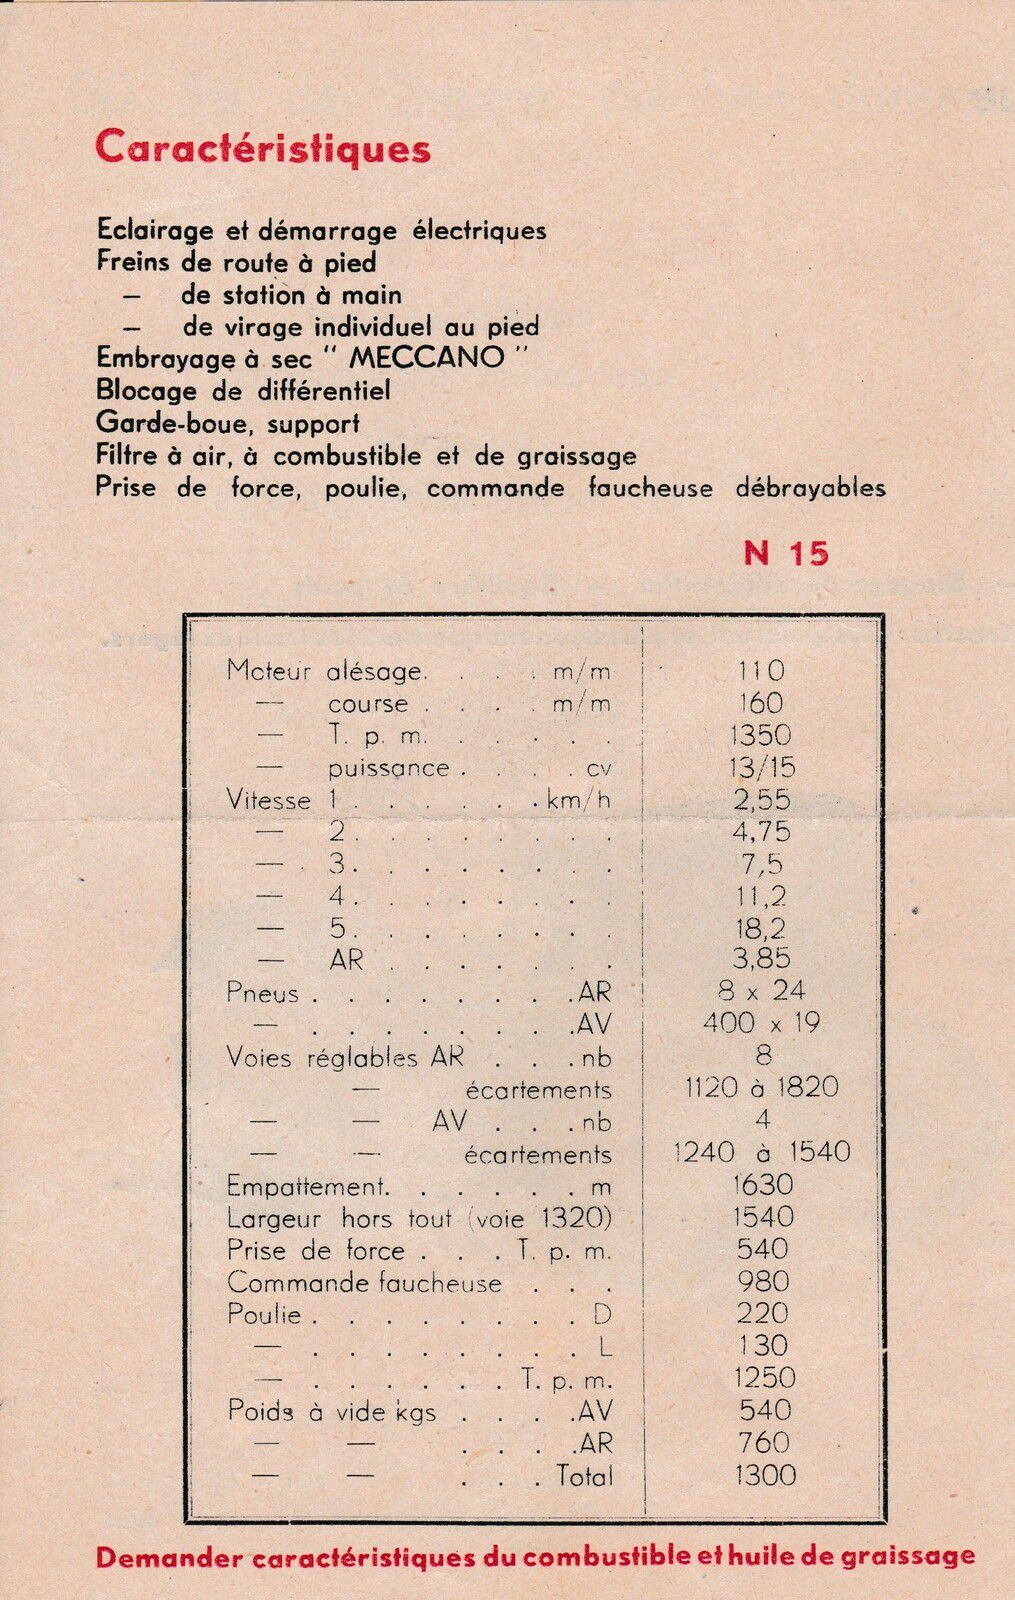 Caractéristiques
Eclairage et démarrage électriques
Freins de route à pied
— de station à main
— de virage individuel au pied
Embrayage à sec " MECCANO "
Blocage de différentiel
Garde-boue, support
Filtre à air, à combustible et de graissage
Prise de force, poulie, commande faucheuse débrayables
N 15
Moteur alésage. . . . m/m 110
— course . . . . m/m 160
— T. p. m. . . . . . 1350
— puissance . . . . cv 13/15
Vitesse 1 . . . . . . . km/h 2,55
— 2. . . . . . . . 4,75
— 3. . . . . . . . 7,5
— 4. . . . . . . . 11,2
— 5. . . . . . . . 18,2
— AR . . . . . . . 3,85
Pneus . . . . . . . . .AR 8 x 24
— . . . . . . . . .AV 400 x 19
Voies réglables AR . . .nb 8
— écartements 1120 à 1820
— — AV . . .nb 4
— — écartements 1240 à 1540
Empattement. . . . . . m 1630
Largeur hors tout (voie 1320) 1540
Prise de force . . . T. p. m. 540
Commande faucheuse . . . 980
Poulie . . . . . . . . D 220
— . . . . . . . . L 130
— . . . . . . T. p. m. 1250
Poids à vide kgs . . . .AV 540
— — . . . .AR 760
— — . . . Total 1300
Demander caractéristiques du combustible et huile de graissage